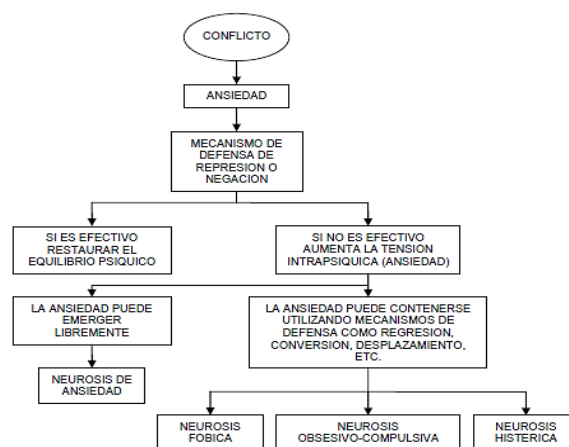 CONFLICTO
ANSIEDAD
MECANISMO DE
DEFENSA DE
REPRESION O
NEGACION
SI ES EFECTIVO
RESTAURAR EL
EQUILIBRIO PSIQUICO
SI NO ES EFECTIVO
AUMENTA LA TENSION
INTRAPSIQUICA (ANSIEDAD)
LA ANSIEDAD PUEDE
EMERGER
LIBREMENTE
LA ANSIEDAD PUEDE CONTENERSE
UTILIZANDO MECANISMOS DE
DEFENSA COMO REGRESION,
CONVERSION, DESPLAZAMIENTO,
ETC.
NEUROSIS DE
ANSIEDAD
NEUROSIS
FOBICA
NEUROSIS
OBSESIVO-COMPULSIVA
NEUROSIS
HISTERICA